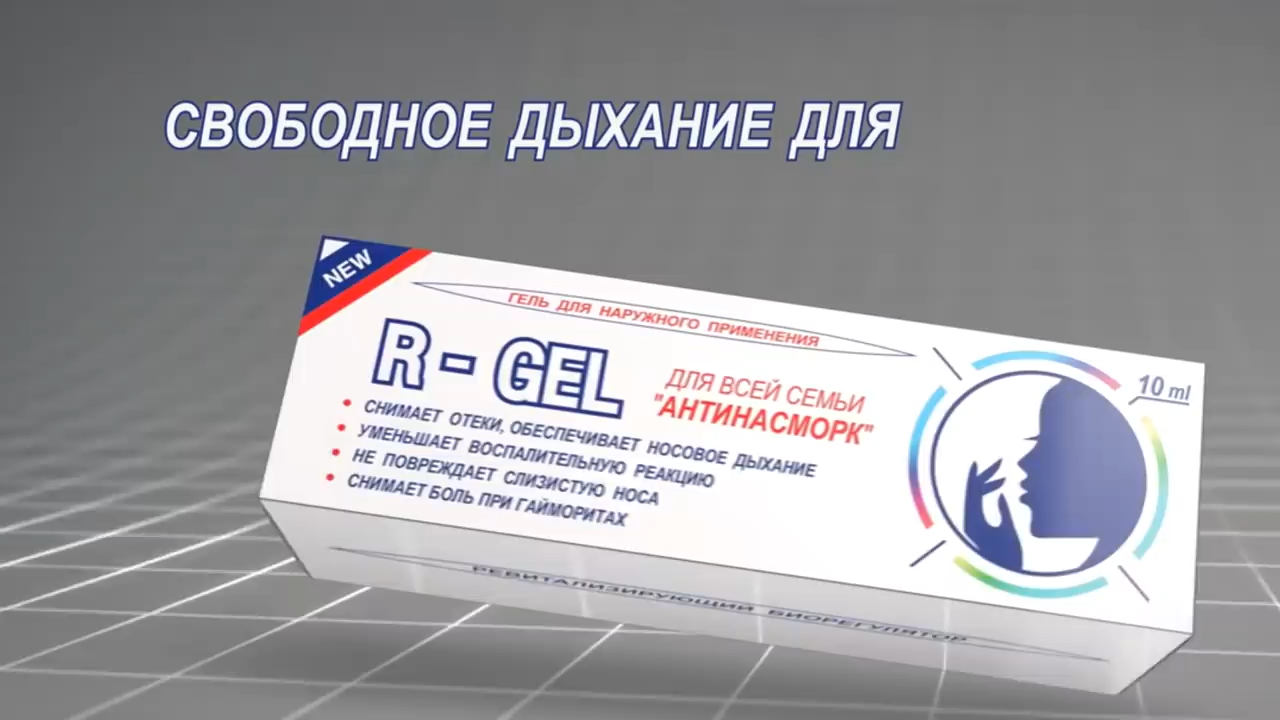 СВОБОДНОЕ ДЫХАНИЕ ДЛЯ
NEW
ГЕЛЬ ДЛЯ НАРУЖНОГО ПРИМЕНЕНИЯ
R - GEL
ДЛЯ ВСЕЙ СЕМЬИ
"АНТИНАСМОРК"
10 ml
• СНИМАЕТ ОТЕКИ, ОБЕСПЕЧИВАЕТ НОСОВОЕ ДЫХАНИЕ
• УМЕНЬШАЕТ ВОСПАЛИТЕЛЬНУЮ РЕАКЦИЮ
• НЕ ПОВРЕЖДАЕТ СЛИЗИСТУЮ НОСА
• СНИМАЕТ БОЛЬ ПРИ ГАЙМОРИТАХ
РЕВИТАЛИЗИРУЮЩИЙ БИОРЕГУЛЯТОР